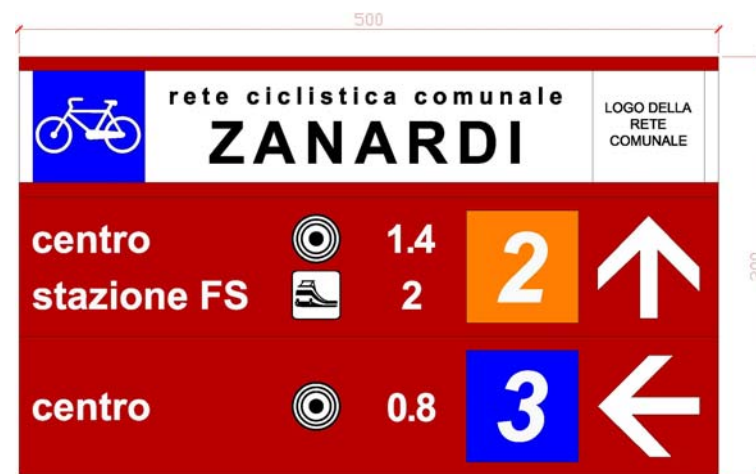 500
rete ciclistica comunale
ZANARDI
LOGO DELLA
RETE
COMUNALE
centro 1.4
stazione FS 2
2
centro 0.8 3